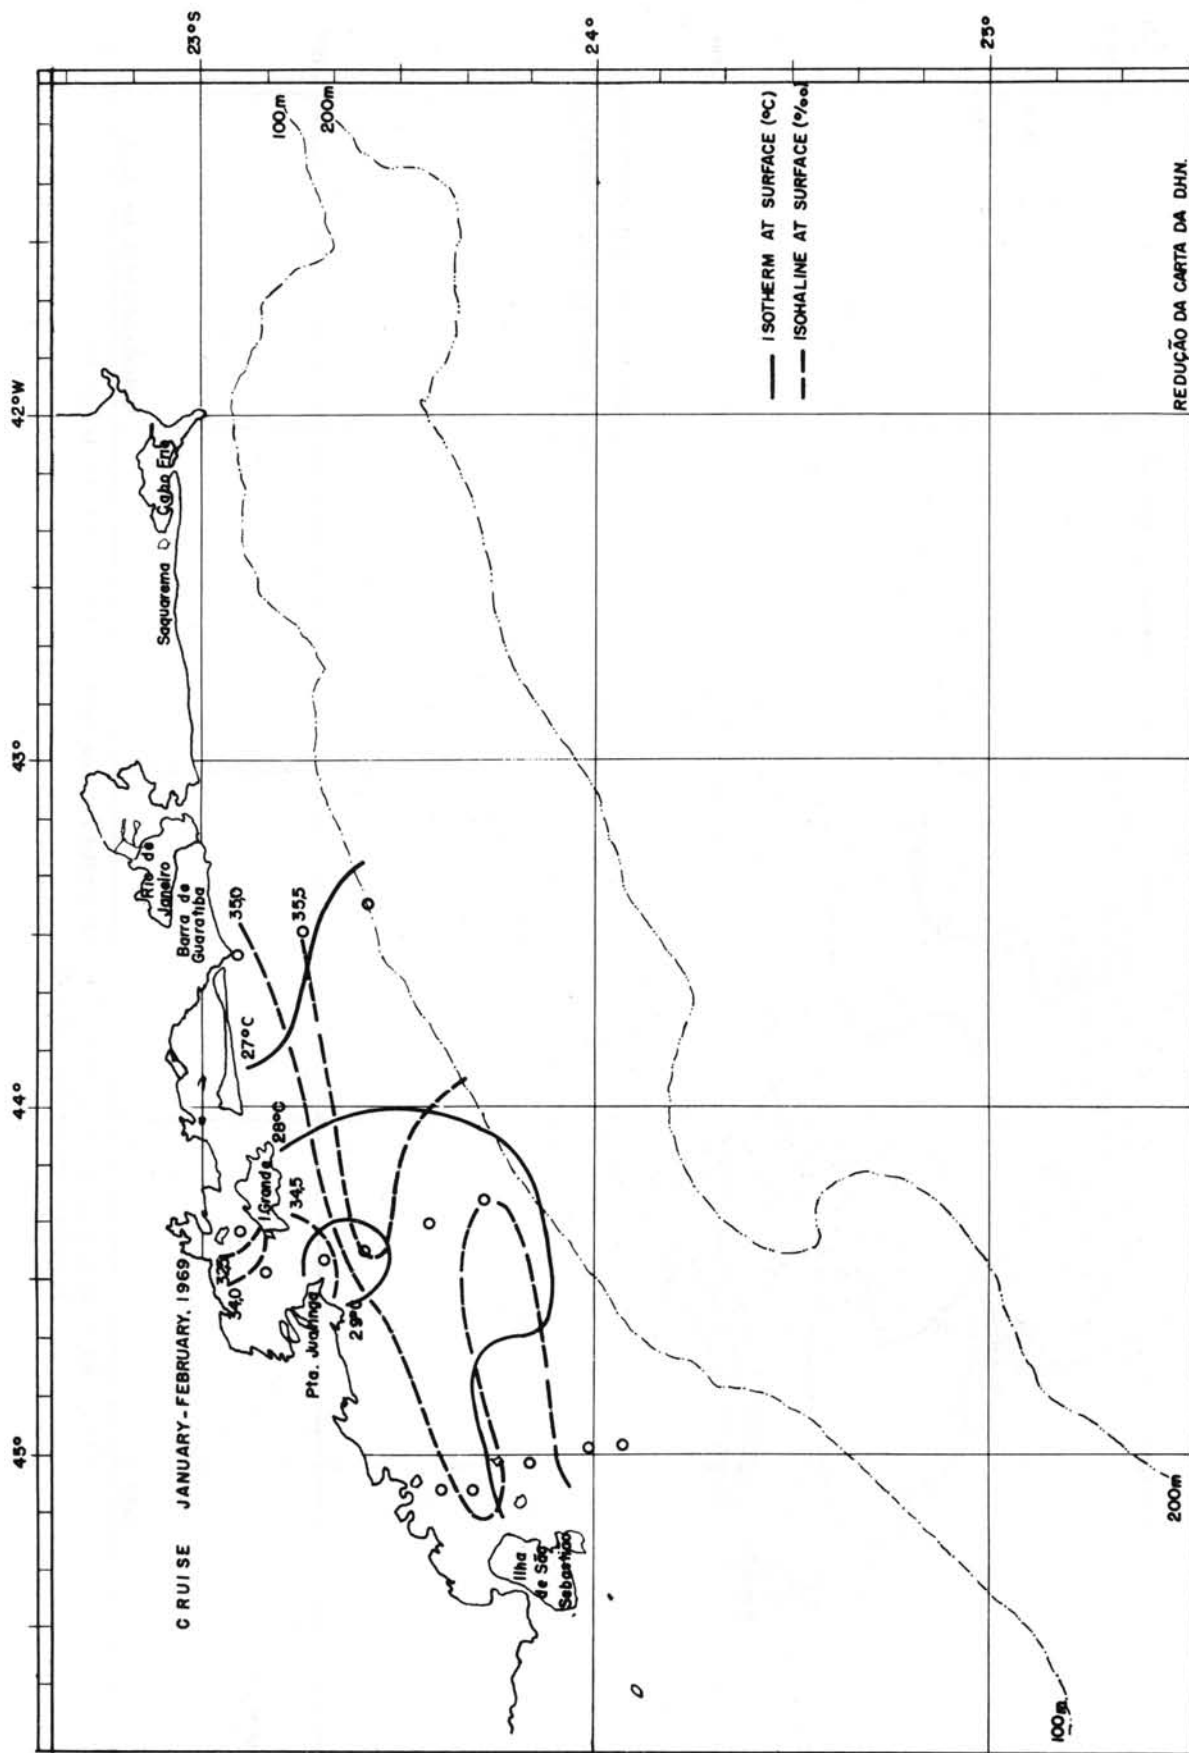 CRUISE JANUARY-FEBRUARY, 1969
45°
44°
43°
42°W
23°S
24°
25°
Rio de
Janeiro
Barra de
Guaratiba
Saquarema
Cabo Frio
I Grande
Pta. Juatinga
Ilha
de São
Sebastião
34,0
32,5
34,5
35,0
35,5
27°C
28°C
29°C
100m
200m
100m
200m
ISOTHERM AT SURFACE (°C)
ISOHALINE AT SURFACE (‰)
REDUÇÃO DA CARTA DA D.H.N.